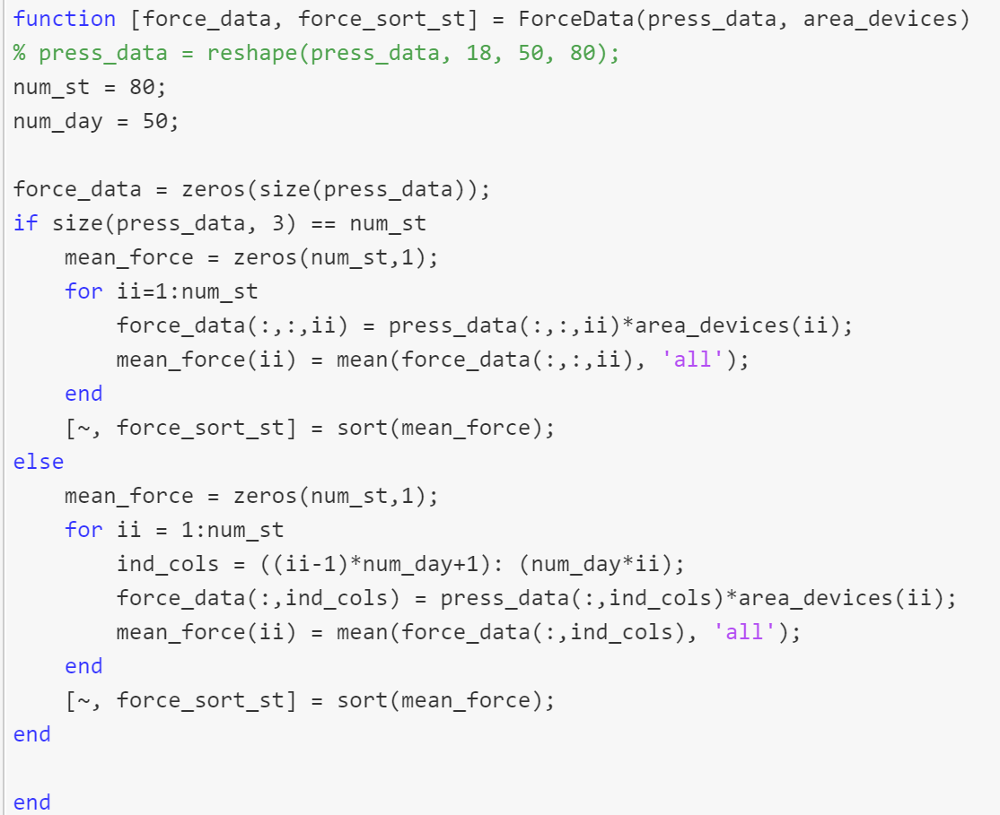 function [force_data, force_sort_st] = ForceData(press_data, area_devices)
% press_data = reshape(press_data, 18, 50, 80);
num_st = 80;
num_day = 50;

force_data = zeros(size(press_data));
if size(press_data, 3) == num_st
    mean_force = zeros(num_st,1);
    for ii=1:num_st
        force_data(:,:,ii) = press_data(:,:,ii)*area_devices(ii);
        mean_force(ii) = mean(force_data(:,:,ii), 'all');
    end
    [~, force_sort_st] = sort(mean_force);
else
    mean_force = zeros(num_st,1);
    for ii = 1:num_st
        ind_cols = ((ii-1)*num_day+1): (num_day*ii);
        force_data(:,ind_cols) = press_data(:,ind_cols)*area_devices(ii);
        mean_force(ii) = mean(force_data(:,ind_cols), 'all');
    end
    [~, force_sort_st] = sort(mean_force);
end

end